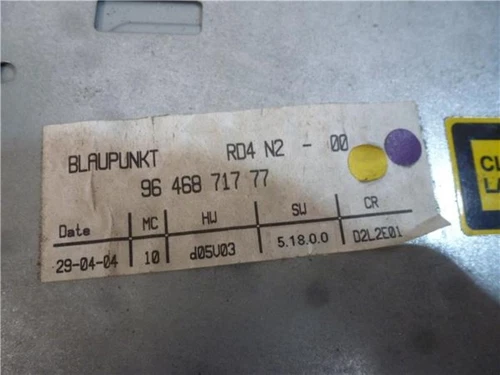 BLAUPUNKT RD4 N2 - 00
96 468 717 77
Date MC HW SW CR
29-04-04 10 d05V03 5.18.0.0 D2L2E01